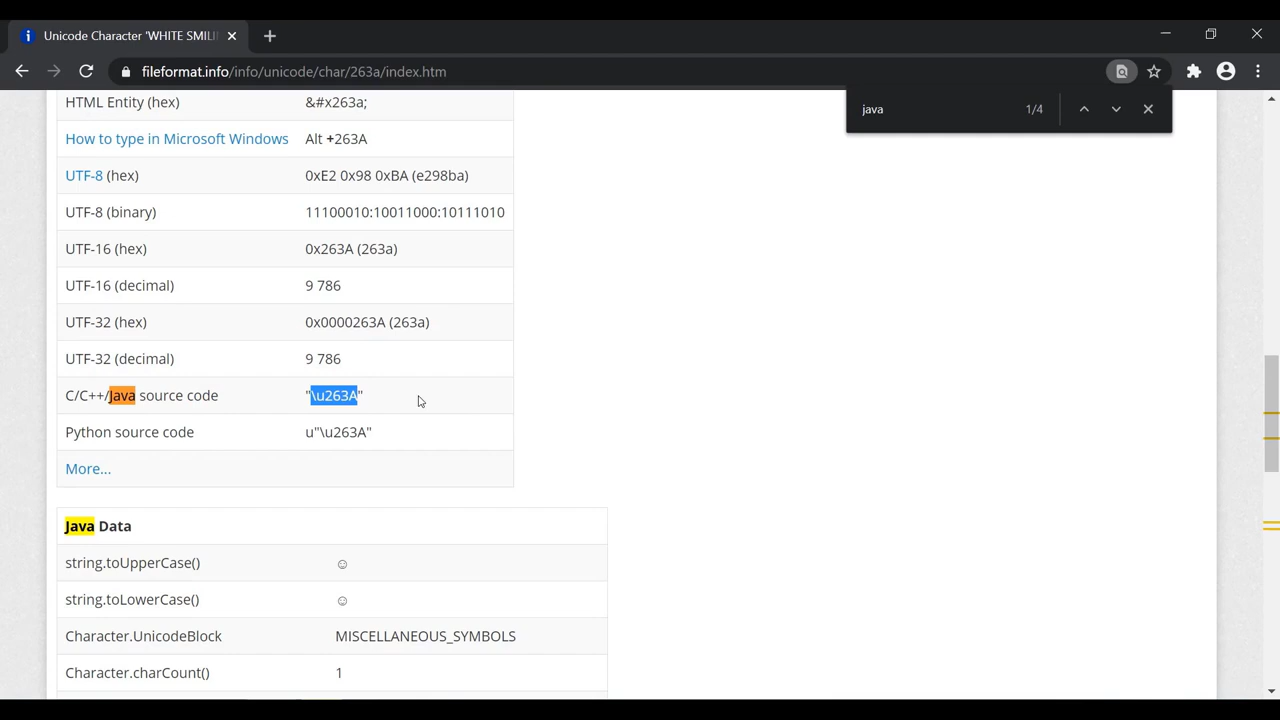 Unicode Character 'WHITE SMILI
fileformat.info/info/unicode/char/263a/index.htm
java 1/4
HTML Entity (hex) &#x263a;
How to type in Microsoft Windows Alt +263A
UTF-8 (hex) 0xE2 0x98 0xBA (e298ba)
UTF-8 (binary) 11100010:10011000:10111010
UTF-16 (hex) 0x263A (263a)
UTF-16 (decimal) 9 786
UTF-32 (hex) 0x0000263A (263a)
UTF-32 (decimal) 9 786
C/C++/Java source code "\u263A"
Python source code u"\u263A"
More...
Java Data
string.toUpperCase() ☺
string.toLowerCase() ☺
Character.UnicodeBlock MISCELLANEOUS_SYMBOLS
Character.charCount() 1